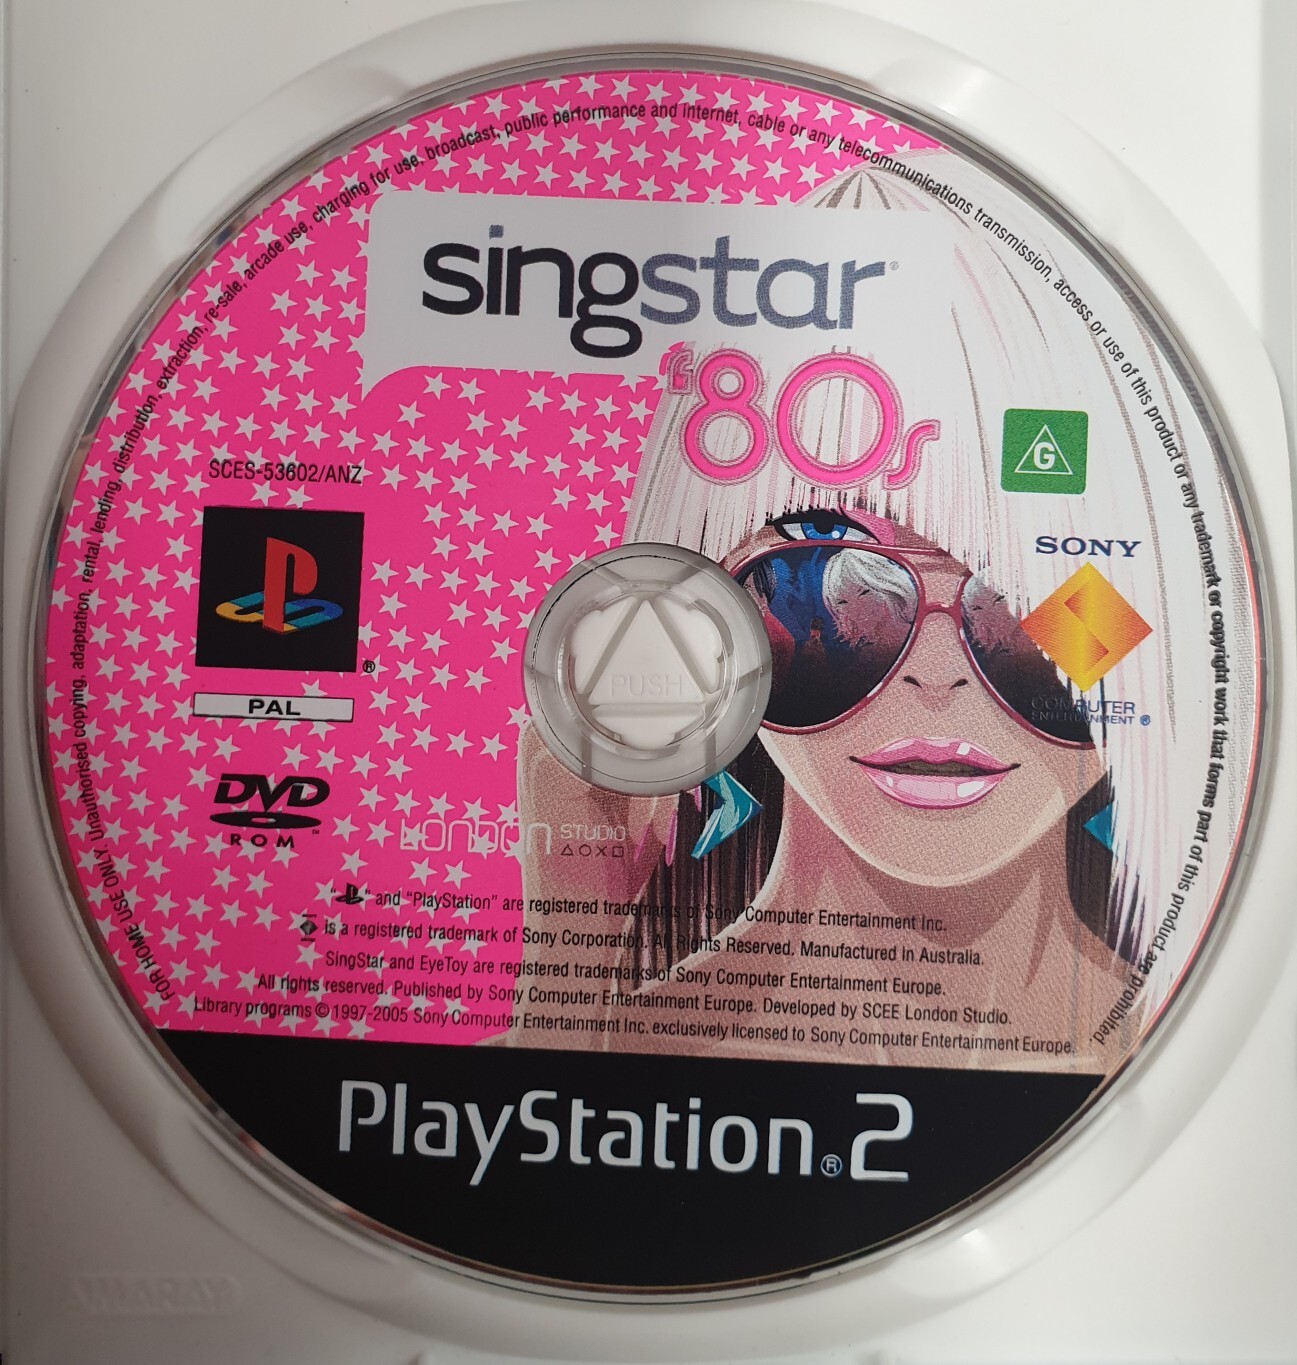 singstar®
‘80s
SCES-53602/ANZ
G
SONY
COMPUTER
ENTERTAINMENT ®
®
PAL
PUSH
DVD
ROM
™
LONDON STUDIO
" " and "PlayStation" are registered trademarks of Sony Computer Entertainment Inc.
is a registered trademark of Sony Corporation. All Rights Reserved. Manufactured in Australia.
SingStar and EyeToy are registered trademarks of Sony Computer Entertainment Europe.
All rights reserved. Published by Sony Computer Entertainment Europe. Developed by SCEE London Studio.
Library programs © 1997-2005 Sony Computer Entertainment Inc. exclusively licensed to Sony Computer Entertainment Europe.
FOR HOME USE ONLY. Unauthorised copying, adaptation, rental, lending, distribution, extraction, re-sale, arcade use, charging for use, broadcast, public performance and internet, cable or any telecommunications transmission, access or use of this product or any trademark or copyright work that forms part of this product are prohibited.
PlayStation®2
AMARAY